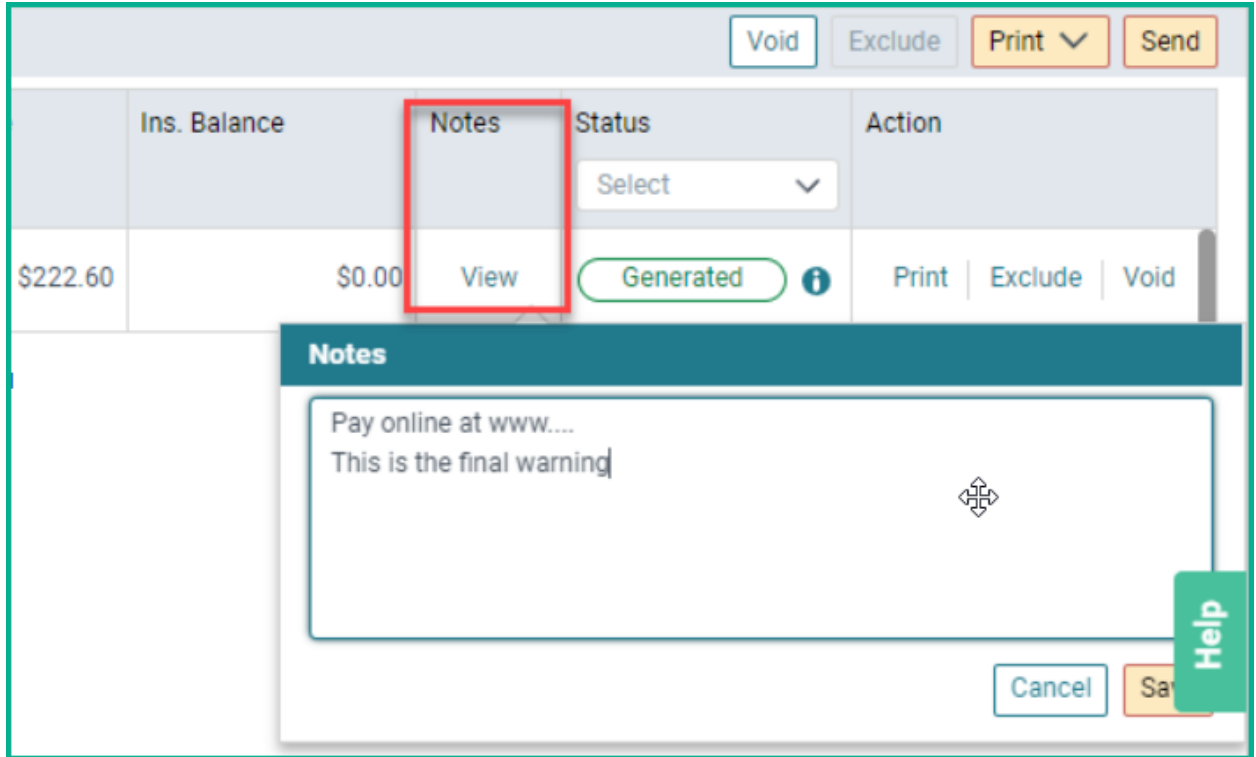 Void Exclude Print Send
Ins. Balance Notes Status Action
Select
$222.60 $0.00 View Generated Print Exclude Void
Notes
Pay online at www....
This is the final warning
Help
Cancel